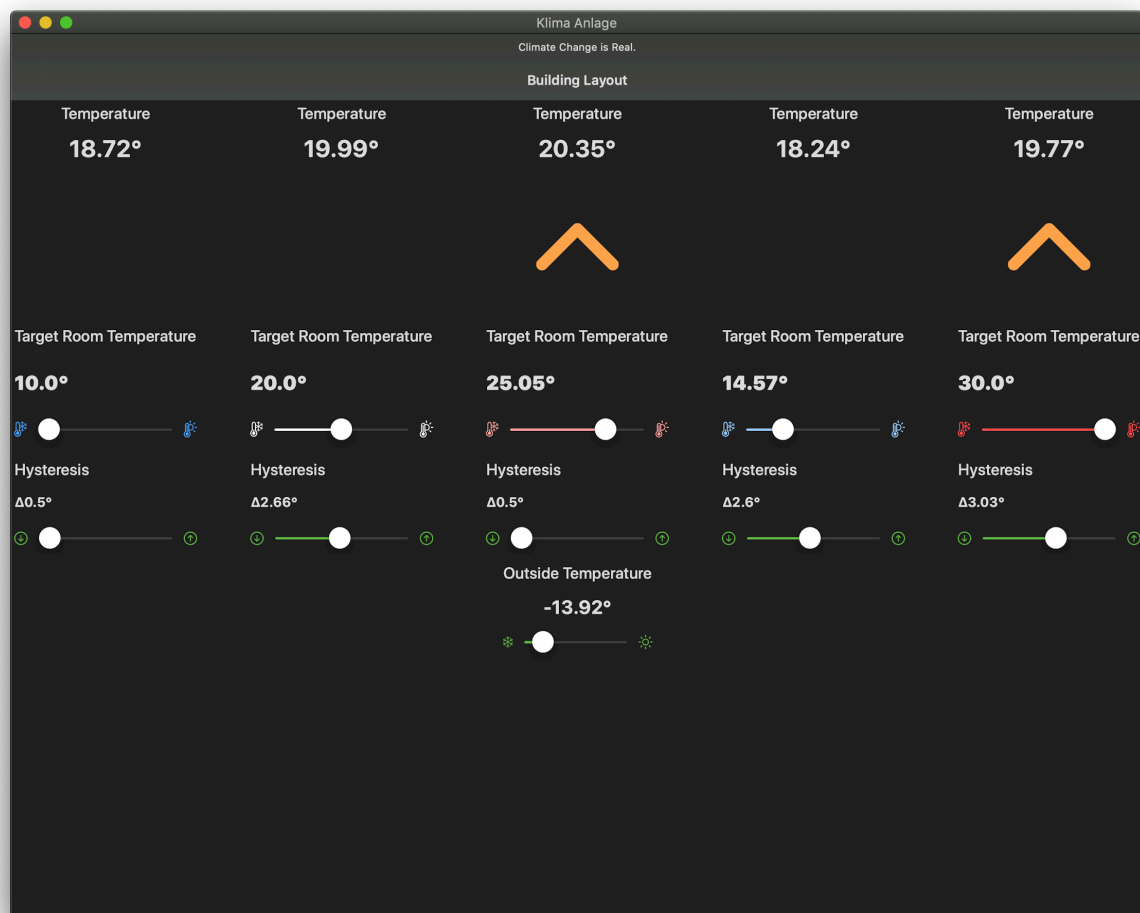 Klima Anlage
Climate Change is Real.
Building Layout
Temperature Temperature Temperature Temperature Temperature
18.72° 19.99° 20.35° 18.24° 19.77°
Target Room Temperature Target Room Temperature Target Room Temperature Target Room Temperature Target Room Temperature
10.0° 20.0° 25.05° 14.57° 30.0°
Hysteresis Hysteresis Hysteresis Hysteresis Hysteresis
Δ0.5° Δ2.66° Δ0.5° Δ2.6° Δ3.03°
Outside Temperature
-13.92°